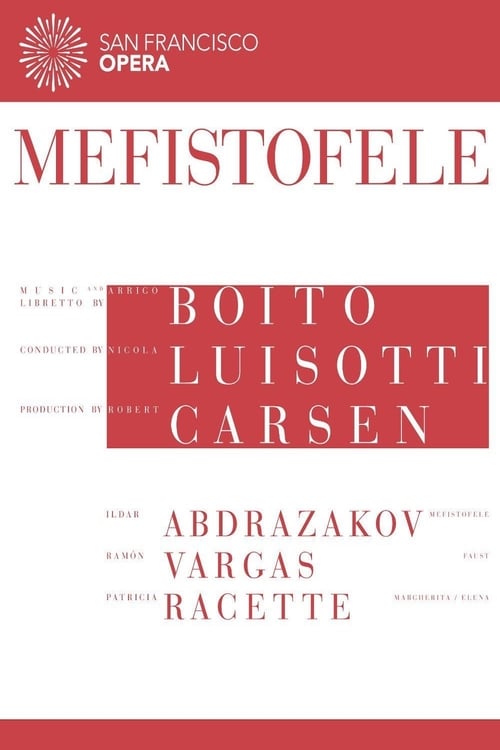 SAN FRANCISCO
OPERA
MEFISTOFELE
MUSIC AND ARRIGO BOITO
LIBRETTO BY
CONDUCTED BY NICOLA LUISOTTI
PRODUCTION BY ROBERT CARSEN
ILDAR ABDRAZAKOV MEFISTOFELE
RAMÓN VARGAS FAUST
PATRICIA RACETTE MARGHERITA / ELENA